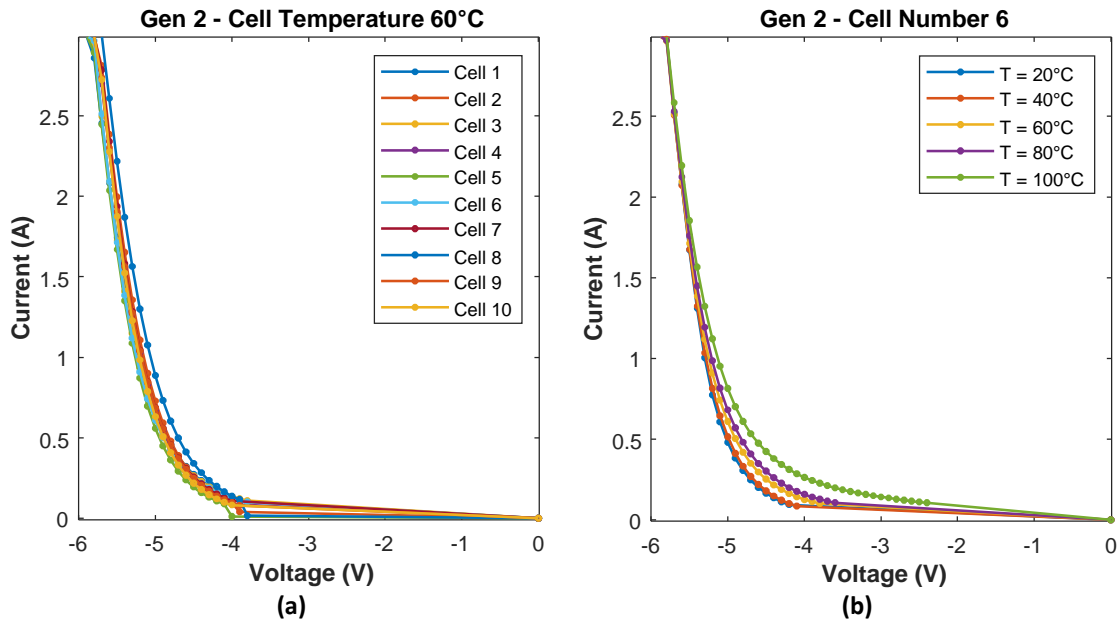 Gen 2 - Cell Temperature 60°C
Current (A)
2.5
2
1.5
1
0.5
0
-6 -5 -4 -3 -2 -1 0
Voltage (V)
Cell 1
Cell 2
Cell 3
Cell 4
Cell 5
Cell 6
Cell 7
Cell 8
Cell 9
Cell 10
(a)
Gen 2 - Cell Number 6
Current (A)
2.5
2
1.5
1
0.5
0
-6 -5 -4 -3 -2 -1 0
Voltage (V)
T = 20°C
T = 40°C
T = 60°C
T = 80°C
T = 100°C
(b)